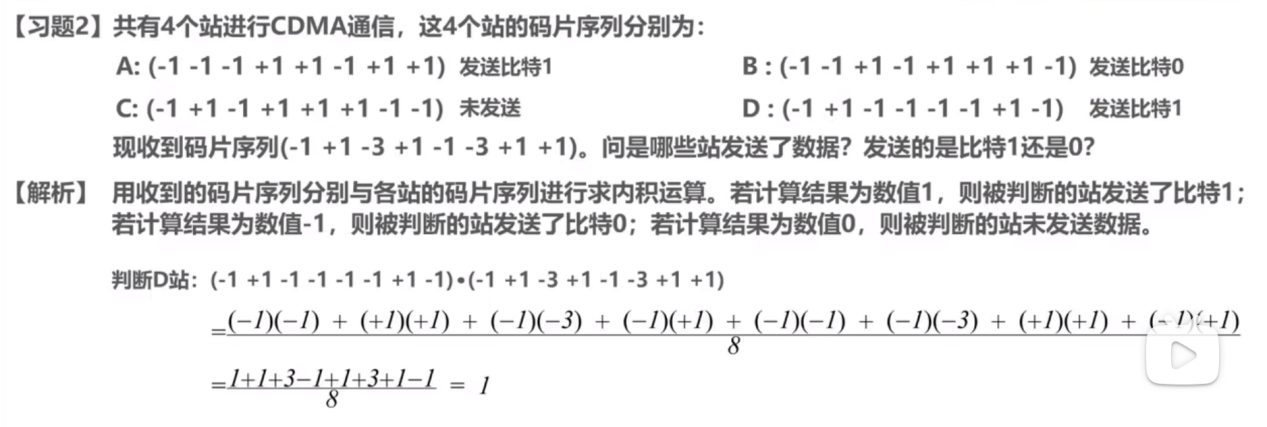 【习题2】共有4个站进行CDMA通信，这4个站的码片序列分别为：
A: (-1 -1 -1 +1 +1 -1 +1 +1) 发送比特1 B : (-1 -1 +1 -1 +1 +1 +1 -1) 发送比特0
C: (-1 +1 -1 +1 +1 +1 -1 -1) 未发送 D : (-1 +1 -1 -1 -1 -1 +1 -1) 发送比特1
现收到码片序列(-1 +1 -3 +1 -1 -3 +1 +1)。问是哪些站发送了数据？发送的是比特1还是0？
【解析】 用收到的码片序列分别与各站的码片序列进行求内积运算。若计算结果为数值1，则被判断的站发送了比特1；
若计算结果为数值-1，则被判断的站发送了比特0；若计算结果为数值0，则被判断的站未发送数据。
判断D站：(-1 +1 -1 -1 -1 -1 +1 -1)•(-1 +1 -3 +1 -1 -3 +1 +1)
=(−1)(−1) + (+1)(+1) + (−1)(−3) + (−1)(+1) + (−1)(−1) + (−1)(−3) + (+1)(+1) + (−1)(+1)
8
=1+1+3−1+1+3+1−1 = 1
8